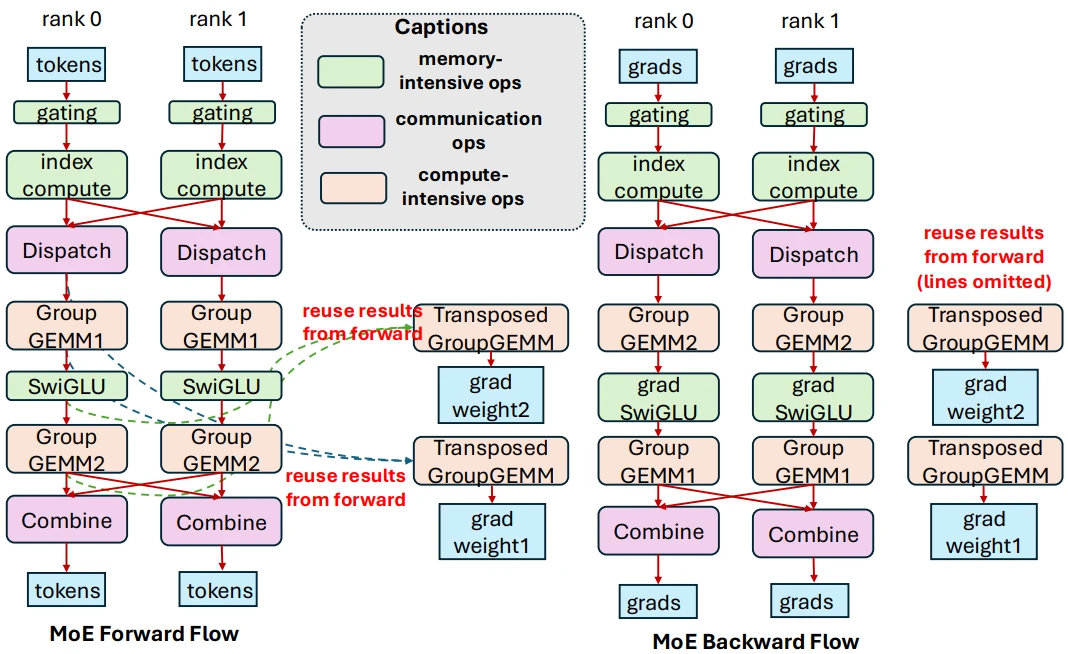 rank 0
rank 1
tokens
tokens
gating
gating
index
compute
index
compute
Dispatch
Dispatch
Group
GEMM1
Group
GEMM1
SwiGLU
SwiGLU
Group
GEMM2
Group
GEMM2
Combine
Combine
tokens
tokens
MoE Forward Flow
Captions
memory-
intensive ops
communication
ops
compute-
intensive ops
reuse results
from forward
Transposed
GroupGEMM
grad
weight2
reuse results
from forward
Transposed
GroupGEMM
grad
weight1
rank 0
rank 1
grads
grads
gating
gating
index
compute
index
compute
Dispatch
Dispatch
Group
GEMM2
Group
GEMM2
grad
SwiGLU
grad
SwiGLU
Group
GEMM1
Group
GEMM1
Combine
Combine
grads
grads
MoE Backward Flow
reuse results
from forward
(lines omitted)
Transposed
GroupGEMM
grad
weight2
Transposed
GroupGEMM
grad
weight1